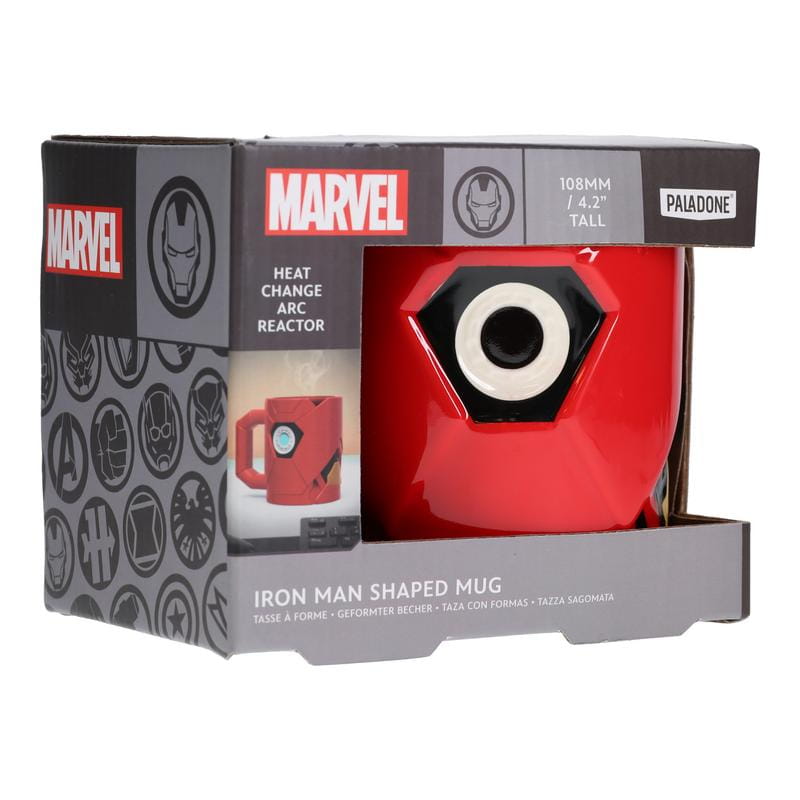 MARVEL
MARVEL
108MM
/ 4.2”
TALL
PALADONE®
HEAT
CHANGE
ARC
REACTOR
IRON MAN SHAPED MUG
TASSE À FORME • GEFORMTER BECHER • TAZA CON FORMAS • TAZZA SAGOMATA